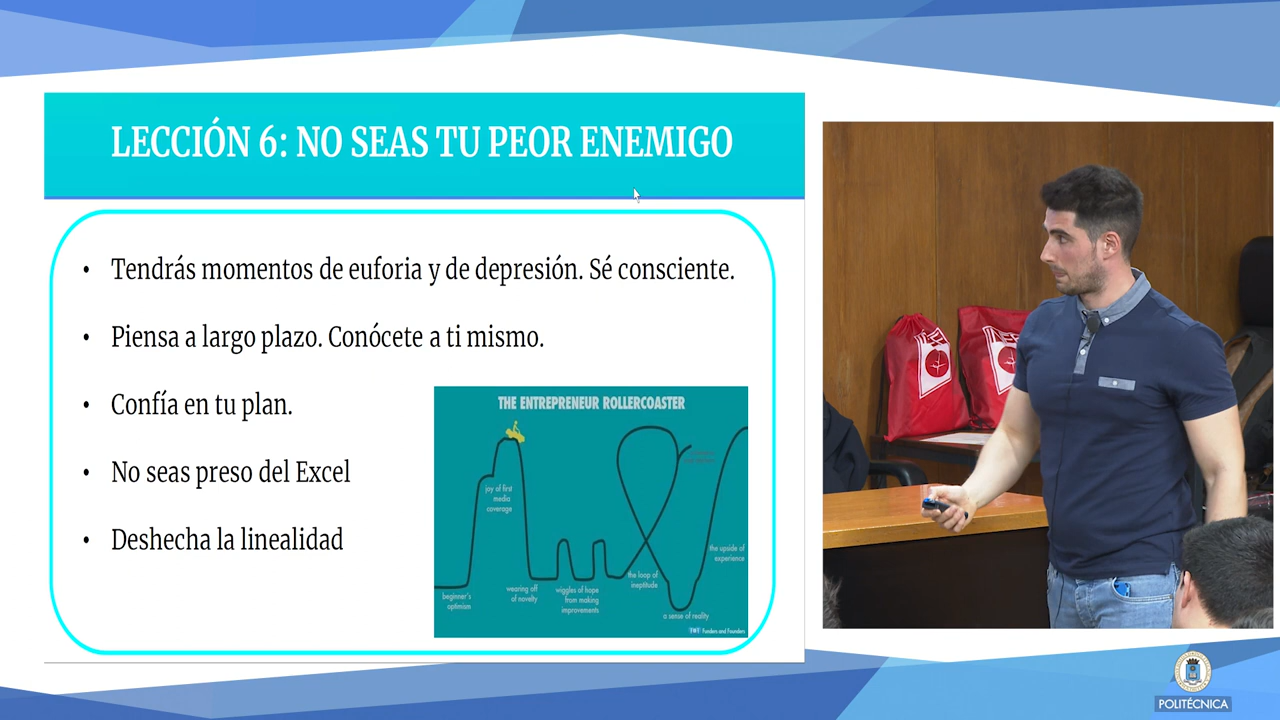 LECCIÓN 6: NO SEAS TU PEOR ENEMIGO
• Tendrás momentos de euforia y de depresión. Sé consciente.
• Piensa a largo plazo. Conócete a ti mismo.
• Confía en tu plan.
• No seas preso del Excel
• Deshecha la linealidad
THE ENTREPRENEUR ROLLERCOASTER
joy of first
media
coverage
beginner's
optimism
wearing off
of novelty
wiggles of hope
from making
improvements
the loop of
ineptitude
a sense of reality
the upside of
experience
Funders and Founders
POLITÉCNICA